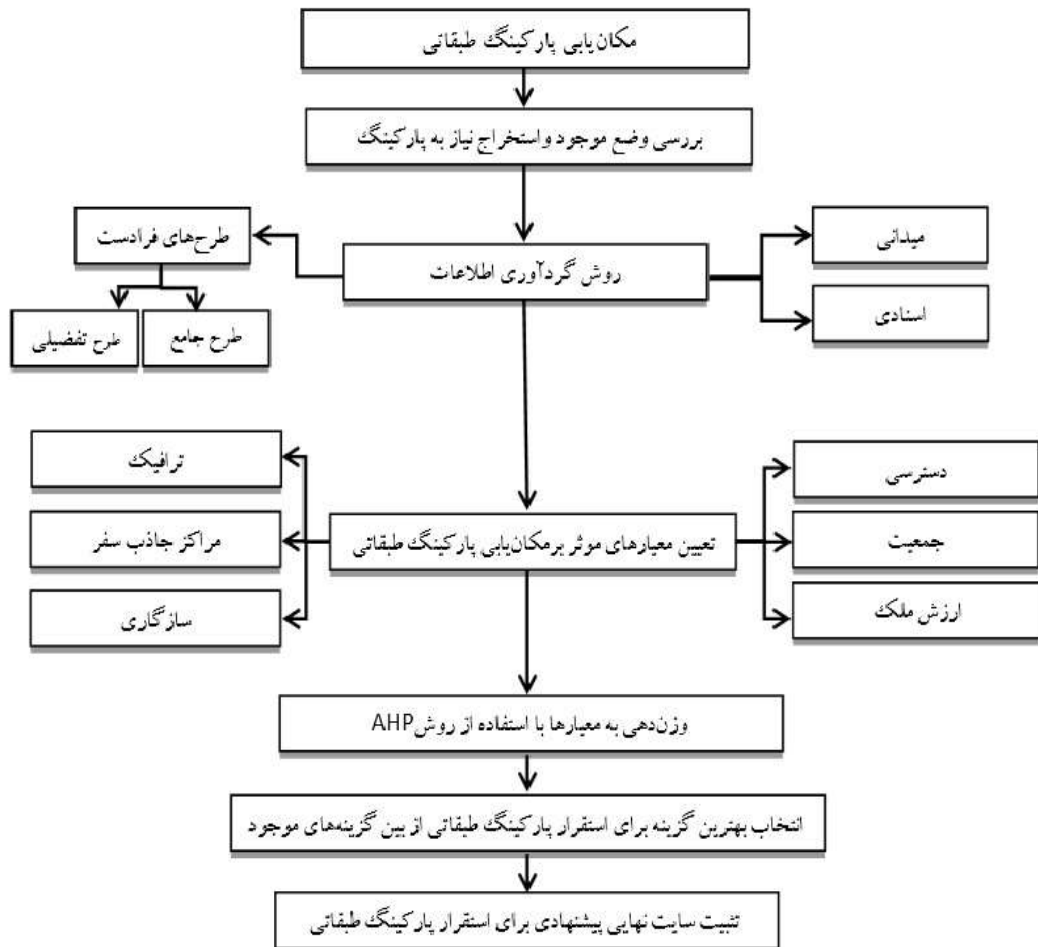 مکان‌یابی پارکینگ طبقاتی
بررسی وضع موجود واستخراج نیاز به پارکینگ
میدانی
طرح‌های فرادست
روش گردآوری اطلاعات
اسنادی
طرح جامع
طرح تفضیلی
دسترسی
ترافیک
جمعیت
تعیین معیارهای موثر برمکان‌یابی پارکینگ طبقاتی
مراکز جاذب سفر
ارزش ملک
سازگاری
وزن‌دهی به معیارها با استفاده از روش AHP
انتخاب بهترین گزینه برای استقرار پارکینگ طبقاتی از بین گزینه‌های موجود
تثبیت سایت نهایی پیشنهادی برای استقرار پارکینگ طبقاتی